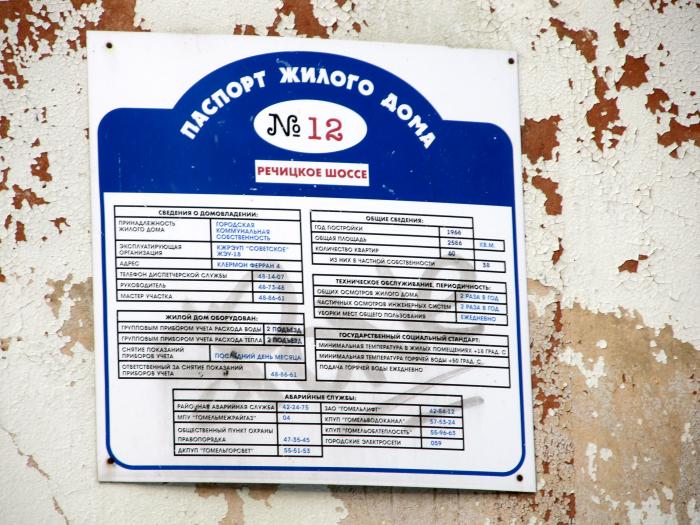 ПАСПОРТ ЖИЛОГО ДОМА
№ 12
РЕЧИЦКОЕ ШОССЕ
СВЕДЕНИЯ О ДОМОВЛАДЕНИИ:
ПРИНАДЛЕЖНОСТЬ ЖИЛОГО ДОМА ГОРОДСКАЯ КОММУНАЛЬНАЯ СОБСТВЕННОСТЬ
ЭКСПЛУАТИРУЮЩАЯ ОРГАНИЗАЦИЯ КЖРЭУП "СОВЕТСКОЕ" ЖЭУ-18
АДРЕС КЛЕРМОН ФЕРРАН 4
ТЕЛЕФОН ДИСПЕТЧЕРСКОЙ СЛУЖБЫ 48-14-07
РУКОВОДИТЕЛЬ 48-73-48
МАСТЕР УЧАСТКА 48-86-61
ЖИЛОЙ ДОМ ОБОРУДОВАН:
ГРУППОВЫМ ПРИБОРОМ УЧЕТА РАСХОДА ВОДЫ 2 ПОДЪЕЗД
ГРУППОВЫМ ПРИБОРОМ УЧЕТА РАСХОДА ТЕПЛА 2 ПОДЪЕЗД
СНЯТИЕ ПОКАЗАНИЙ ПРИБОРОВ УЧЕТА ПОСЛЕДНИЙ ДЕНЬ МЕСЯЦА
ОТВЕТСТВЕННЫЙ ЗА СНЯТИЕ ПОКАЗАНИЙ ПРИБОРОВ УЧЕТА 48-86-61
ОБЩИЕ СВЕДЕНИЯ:
ГОД ПОСТРОЙКИ 1966
ОБЩАЯ ПЛОЩАДЬ 2586 КВ.М.
КОЛИЧЕСТВО КВАРТИР 60
ИЗ НИХ В ЧАСТНОЙ СОБСТВЕННОСТИ 38
ТЕХНИЧЕСКОЕ ОБСЛУЖИВАНИЕ, ПЕРИОДИЧНОСТЬ:
ОБЩИХ ОСМОТРОВ ЖИЛОГО ДОМА 2 РАЗА В ГОД
ЧАСТИЧНЫХ ОСМОТРОВ ИНЖЕНЕРНЫХ СИСТЕМ 2 РАЗА В ГОД
УБОРКИ МЕСТ ОБЩЕГО ПОЛЬЗОВАНИЯ ЕЖЕДНЕВНО
ГОСУДАРСТВЕННЫЙ СОЦИАЛЬНЫЙ СТАНДАРТ:
МИНИМАЛЬНАЯ ТЕМПЕРАТУРА В ЖИЛЫХ ПОМЕЩЕНИЯХ +18 ГРАД. С
МИНИМАЛЬНАЯ ТЕМПЕРАТУРА ГОРЯЧЕЙ ВОДЫ +50 ГРАД. С
ПОДАЧА ГОРЯЧЕЙ ВОДЫ ЕЖЕДНЕВНО
АВАРИЙНЫЕ СЛУЖБЫ:
РАЙОННАЯ АВАРИЙНАЯ СЛУЖБА 42-24-75
МПУ "ГОМЕЛЬМЕЖРАЙГАЗ" 04
ОБЩЕСТВЕННЫЙ ПУНКТ ОХРАНЫ ПРАВОПОРЯДКА 47-35-45
ДКПУП "ГОМЕЛЬГОРСВЕТ" 55-51-53
ЗАО "ГОМЕЛЬЛИФТ" 42-84-12
КПУП "ГОМЕЛЬВОДОКАНАЛ" 57-53-24
КПУП "ГОМЕЛЬОБЛТЕПЛОСЕТЬ" 55-96-63
ГОРОДСКИЕ ЭЛЕКТРОСЕТИ 059